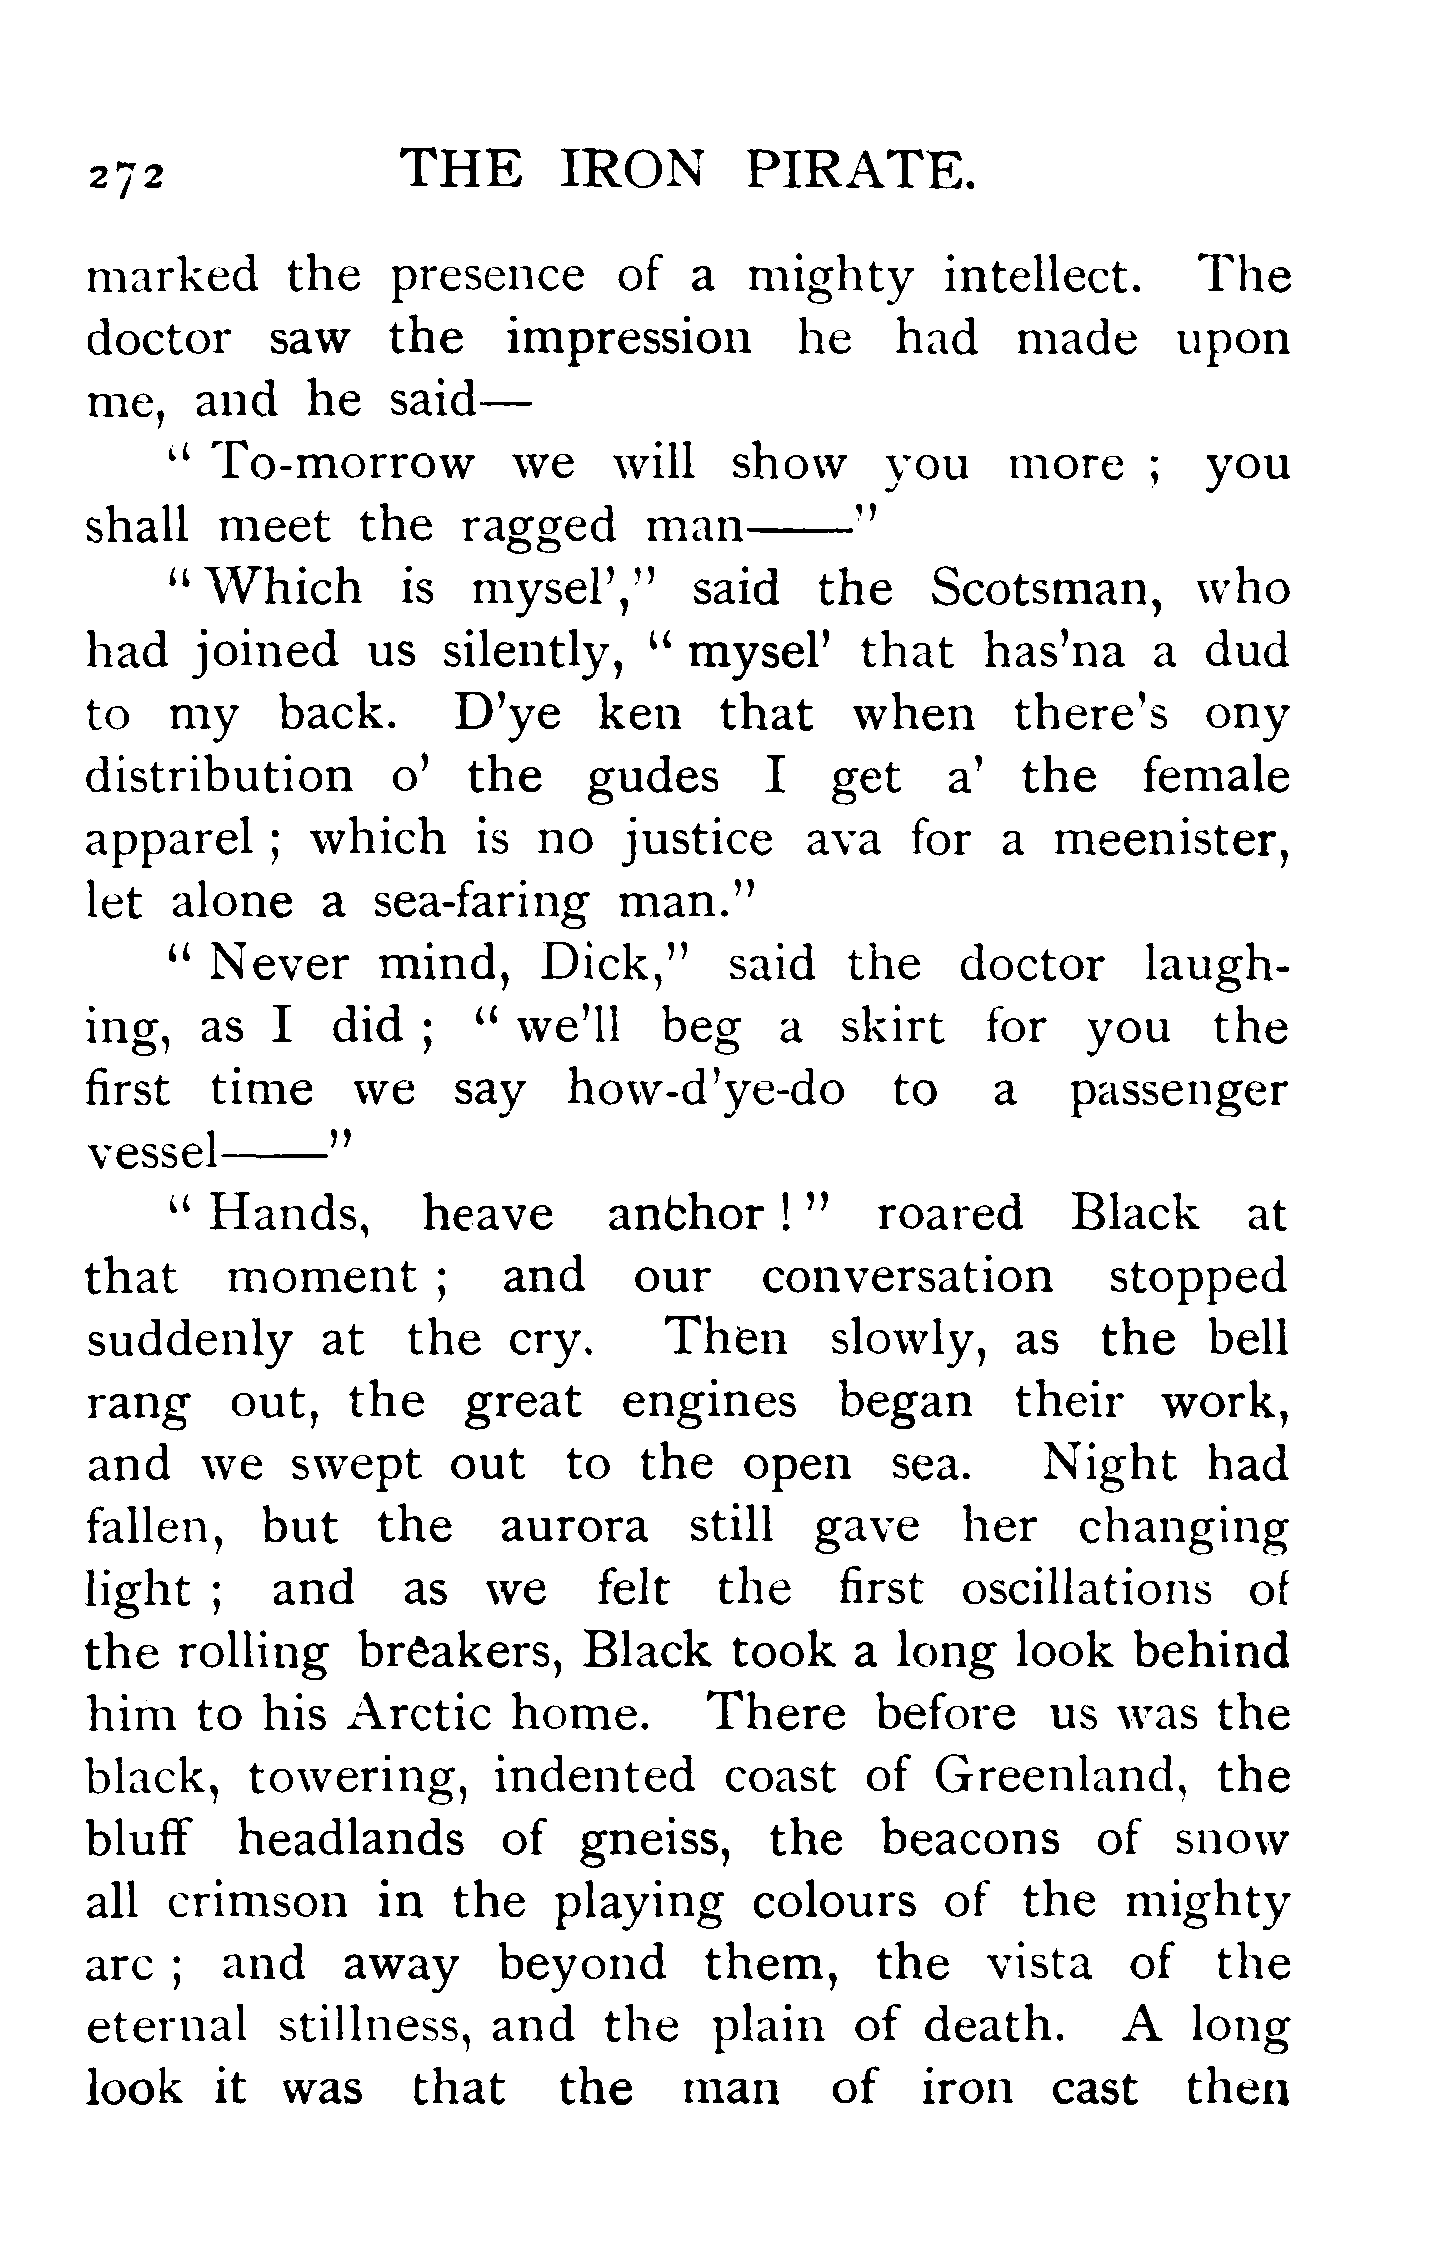 272 THE IRON PIRATE.
marked the presence of a mighty intellect. The
doctor saw the impression he had made upon
me, and he said—
" To-morrow we will show you more ; you
shall meet the ragged man——"
" Which is mysel'," said the Scotsman, who
had joined us silently, " mysel' that has'na a dud
to my back. D'ye ken that when there's ony
distribution o' the gudes I get a' the female
apparel ; which is no justice ava for a meenister,
let alone a sea-faring man."
" Never mind, Dick," said the doctor laugh-
ing, as I did ; " we'll beg a skirt for you the
first time we say how-d'ye-do to a passenger
vessel——"
" Hands, heave anchor ! " roared Black at
that moment ; and our conversation stopped
suddenly at the cry. Then slowly, as the bell
rang out, the great engines began their work,
and we swept out to the open sea. Night had
fallen, but the aurora still gave her changing
light ; and as we felt the first oscillations of
the rolling breakers, Black took a long look behind
him to his Arctic home. There before us was the
black, towering, indented coast of Greenland, the
bluff headlands of gneiss, the beacons of snow
all crimson in the playing colours of the mighty
arc ; and away beyond them, the vista of the
eternal stillness, and the plain of death. A long
look it was that the man of iron cast then